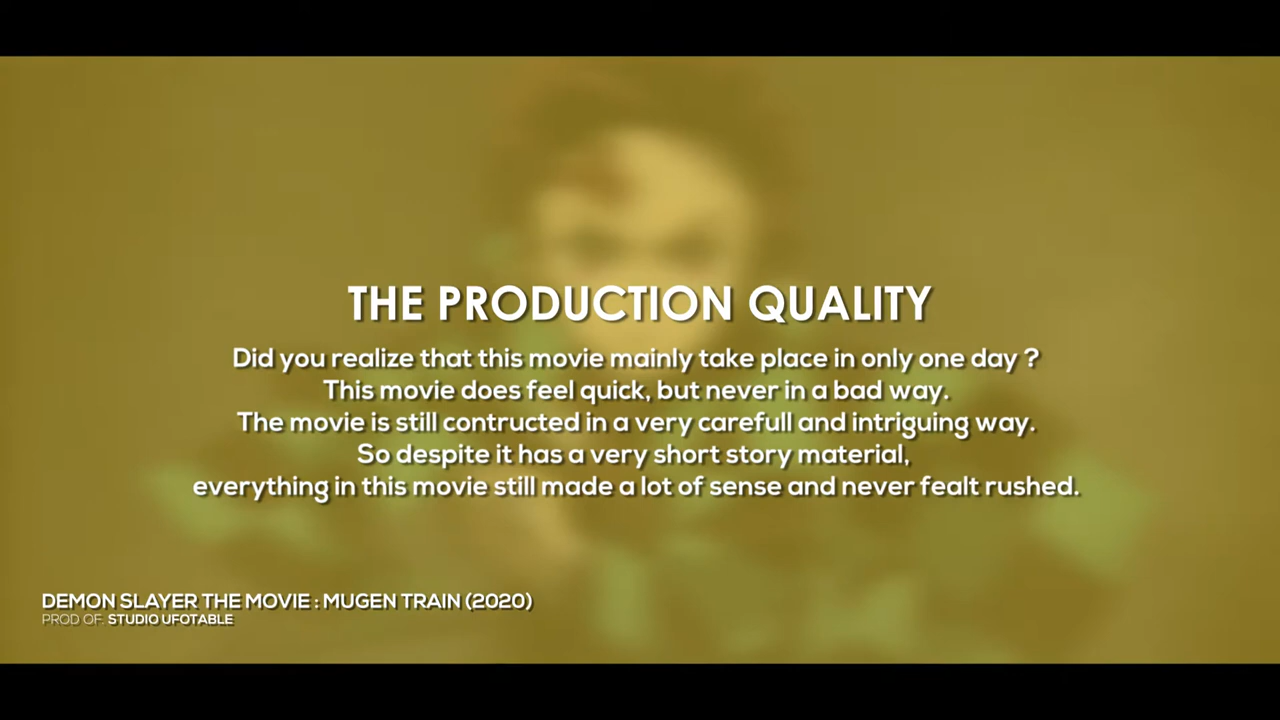 THE PRODUCTION QUALITY
Did you realize that this movie mainly take place in only one day ?
This movie does feel quick, but never in a bad way.
The movie is still contructed in a very carefull and intriguing way.
So despite it has a very short story material,
everything in this movie still made a lot of sense and never fealt rushed.
DEMON SLAYER THE MOVIE : MUGEN TRAIN (2020)
PROD OF. STUDIO UFOTABLE